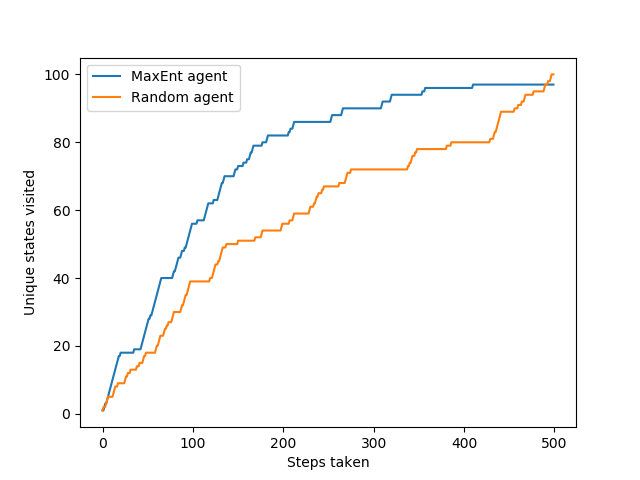 MaxEnt agent
Random agent
100
80
60
40
20
0
Unique states visited
0 100 200 300 400 500
Steps taken